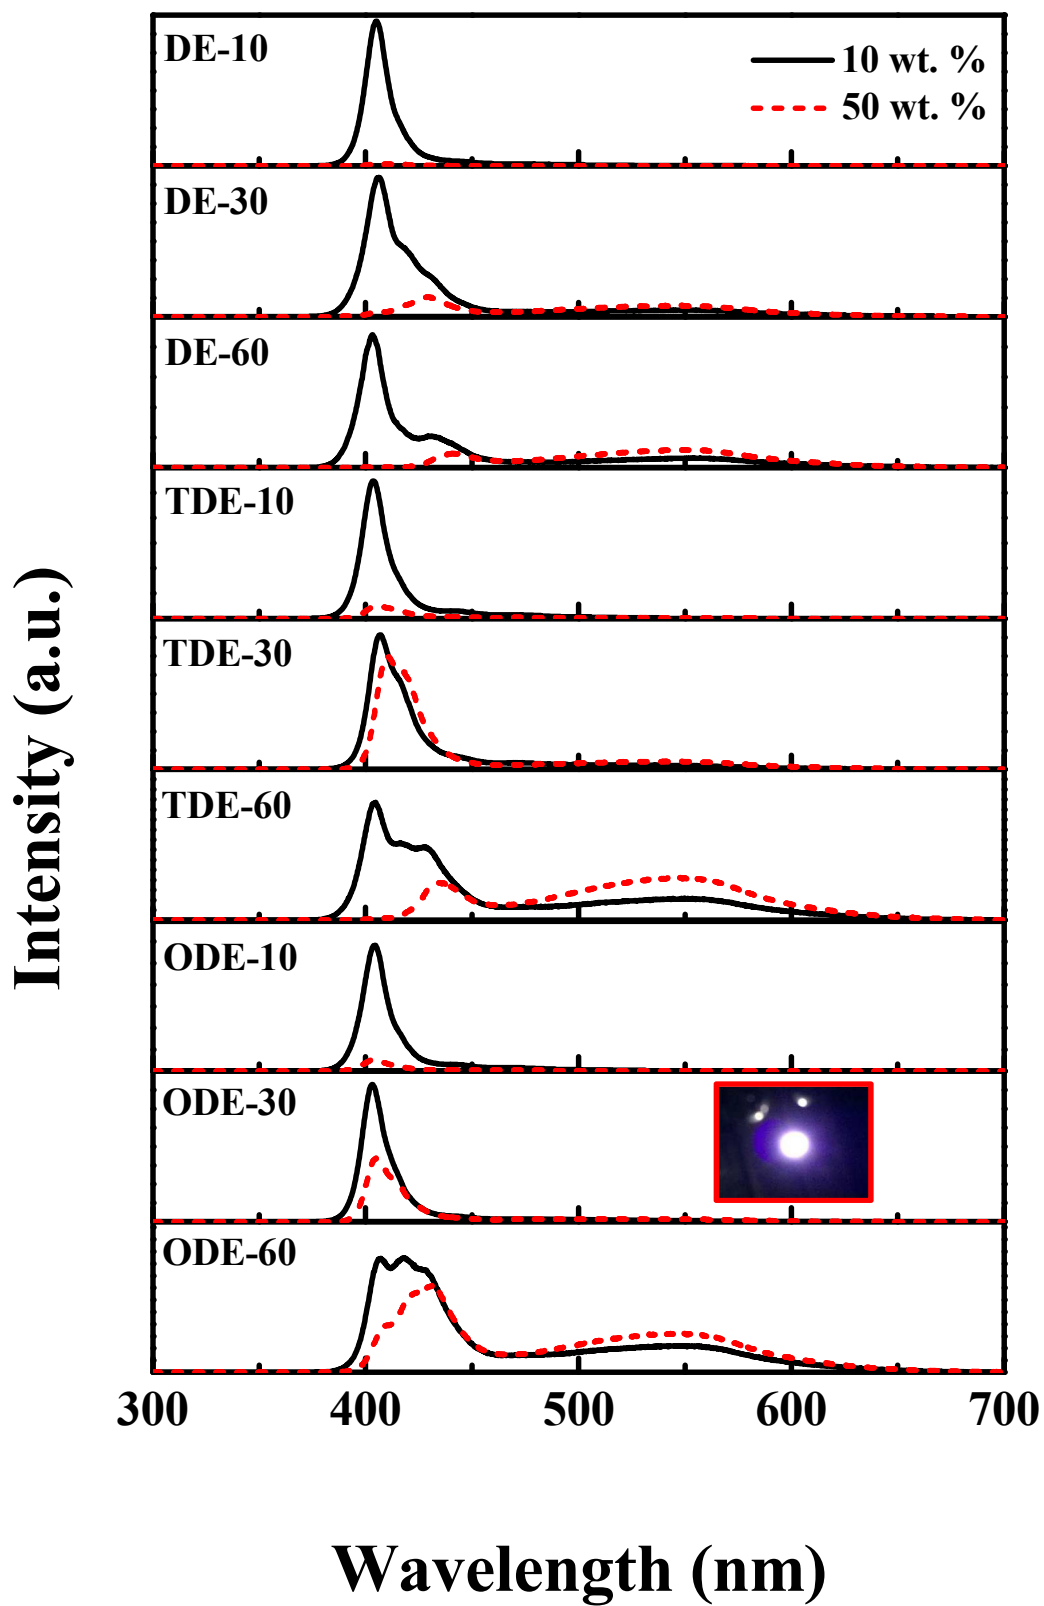 DE-10
10 wt. %
50 wt. %
DE-30
DE-60
TDE-10
TDE-30
TDE-60
ODE-10
ODE-30
ODE-60
Intensity (a.u.)
300 400 500 600 700
Wavelength (nm)